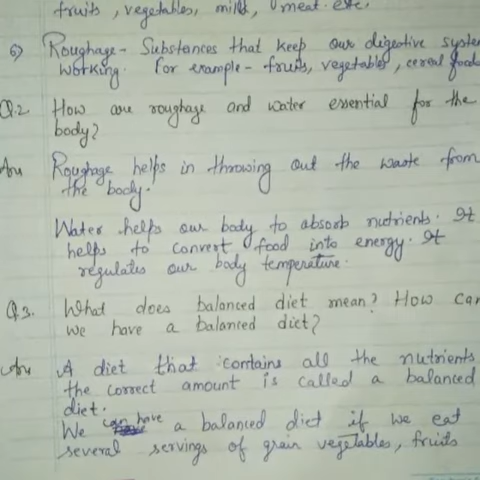 fruits, vegetables, milk, meat etc.
6) Roughage - Substances that keep our digestive system
working. For example - fruits, vegetables, cereal food
Q.2 How are roughage and water essential for the
body?
Ans Roughage helps in throwing out the waste from
the body.
Water helps our body to absorb nutrients. It
helps to convert food into energy. It
regulates our body temperature.
Q3. What does balanced diet mean? How can
we have a balanced diet?
Ans A diet that contains all the nutrients
the correct amount is called a balanced
diet.
We can have a balanced diet if we eat
several servings of grain vegetables, fruits